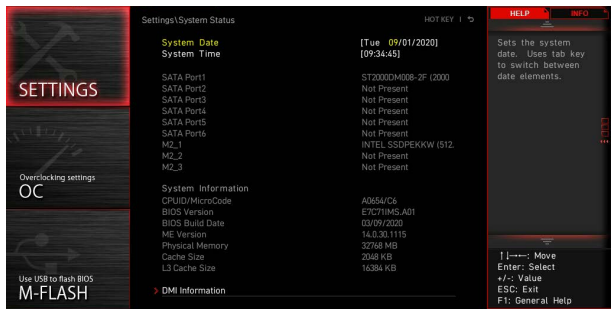 Settings\System Status
HOT KEY |
HELP
INFO
SETTINGS
Overclocking settings
OC
Use USB to flash BIOS
M-FLASH
System Date [Tue 09/01/2020]
System Time [09:34:45]
SATA Port1 ST2000DM008-2F (2000
SATA Port2 Not Present
SATA Port3 Not Present
SATA Port4 Not Present
SATA Port5 Not Present
SATA Port6 Not Present
M2_1 INTEL SSDPEKKW (512.
M2_2 Not Present
M2_3 Not Present
System Information
CPUID/MicroCode A0654/C6
BIOS Version E7C71IMS.A01
BIOS Build Date 03/09/2020
ME Version 14.0.30.1115
Physical Memory 32768 MB
Cache Size 2048 KB
L3 Cache Size 16384 KB
> DMI Information
Sets the system
date. Uses tab key
to switch between
date elements.
↑↓→←: Move
Enter: Select
+/-: Value
ESC: Exit
F1: General Help